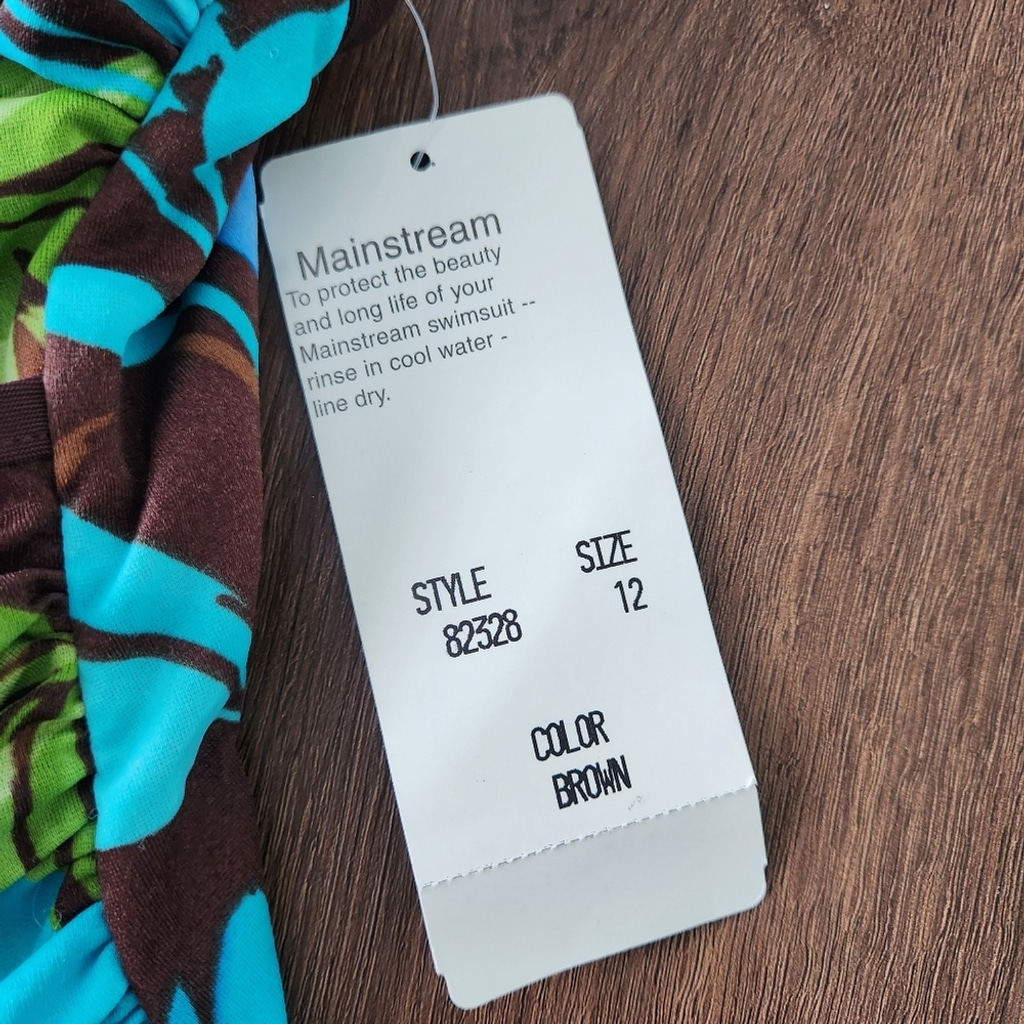 Mainstream
To protect the beauty
and long life of your
Mainstream swimsuit --
rinse in cool water -
line dry.
STYLE SIZE
82328 12
COLOR
BROWN